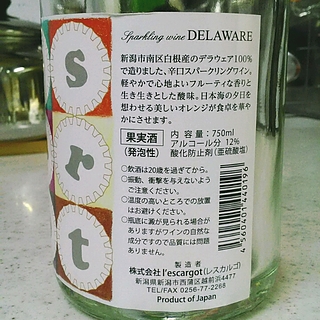 Sparkling wine DELAWARE
新潟市南区白根産のデラウェア100%
で造りました、辛口スパークリングワイン。
軽やかで心地よいフルーティな香りと
生き生きとした酸味。日本海の夕日を
想わせる美しいオレンジが食卓を華や
かにさせます。
果実酒
(発泡性)
内 容 量：750ml
アルコール分 12%
酸化防止剤(亜硫酸塩)
○飲酒は20歳を過ぎてから。
○振動、衝撃を与えないよう
ご注意ください。
○温度の高いところでの放置
はお避けください。
○瓶底に澱が見られる場合が
ありますがワインの自然な
成分ですので品質には問題
ありません。
4 560401 440196
製 造 者
株式会社 l'escargot(レスカルゴ)
新潟県新潟市西蒲区越前浜4477
TEL/FAX 0256-77-2268
Product of Japan
s
r
t